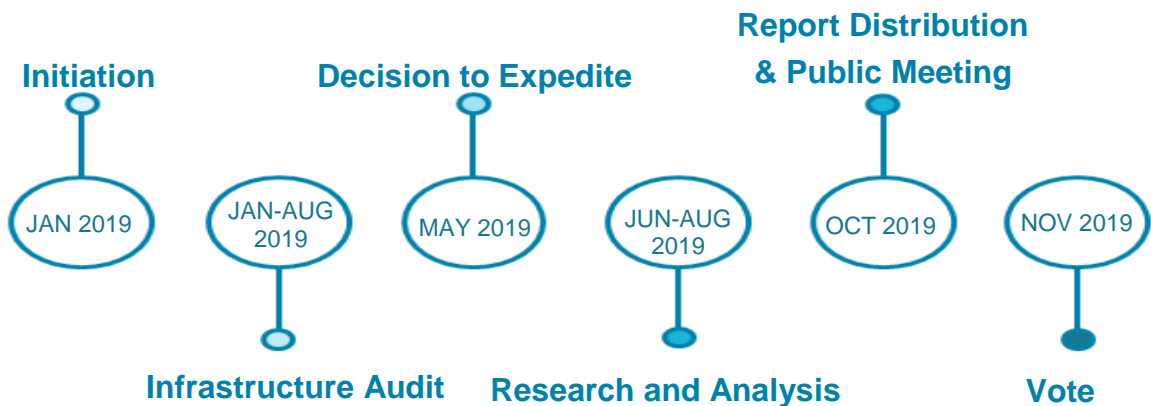 Report Distribution
& Public Meeting
Initiation
Decision to Expedite
JAN 2019
JAN-AUG
2019
MAY 2019
JUN-AUG
2019
OCT 2019
NOV 2019
Infrastructure Audit
Research and Analysis
Vote